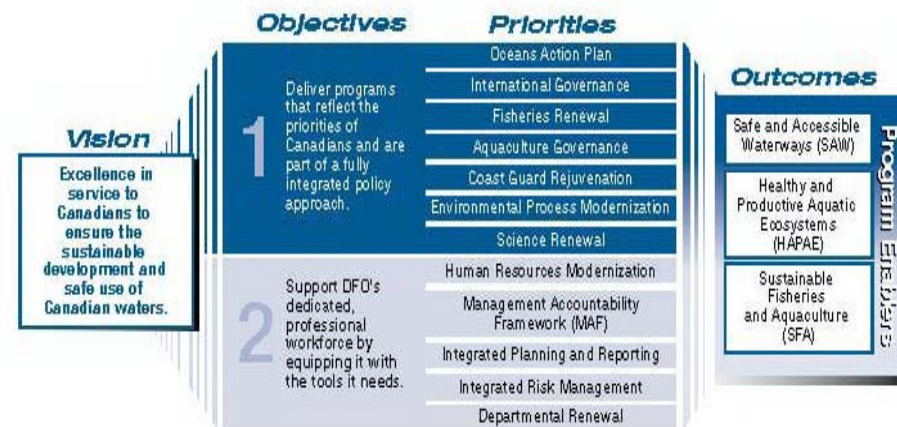 Vision
Excellence in
service to
Canadians to
ensure the
sustainable
development and
safe use of
Canadian waters.
Objectives
1
Deliver programs
that reflect the
priorities of
Canadians and are
part of a fully
integrated policy
approach.
2
Support DFO's
dedicated,
professional
workforce by
equipping it with
the tools it needs.
Priorities
Oceans Action Plan
International Governance
Fisheries Renewal
Aquaculture Governance
Coast Guard Rejuvenation
Environmental Process Modernization
Science Renewal
Human Resources Modernization
Management Accountability
Framework (MAF)
Integrated Planning and Reporting
Integrated Risk Management
Departmental Renewal
Outcomes
Safe and Accessible
Waterways (SAW)
Healthy and
Productive Aquatic
Ecosystems
(HAPAE)
Sustainable
Fisheries
and Aquaculture
(SFA)
Program Enablers